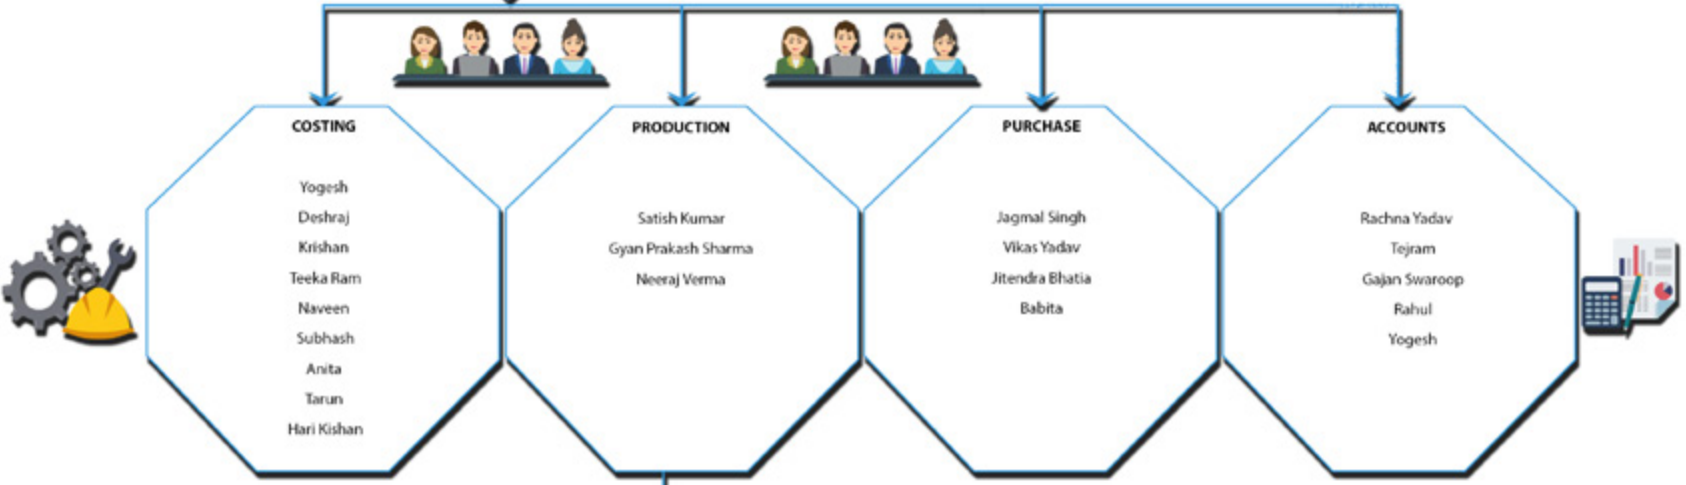 COSTING
Yogesh
Deshraj
Krishan
Teeka Ram
Naveen
Subhash
Anita
Tarun
Hari Kishan
PRODUCTION
Satish Kumar
Gyan Prakash Sharma
Neeraj Verma
PURCHASE
Jagmal Singh
Vikas Yadav
Jitendra Bhatia
Babita
ACCOUNTS
Rachna Yadav
Tejram
Gajan Swaroop
Rahul
Yogesh